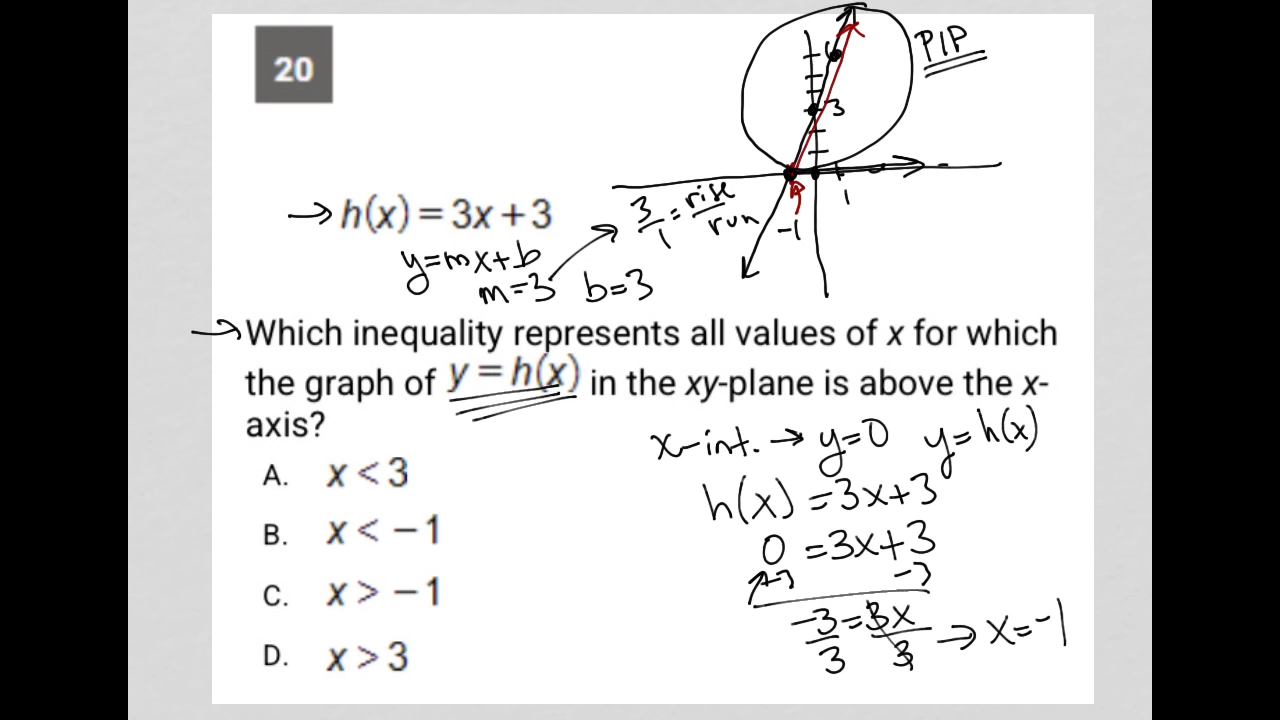 20
PIP
6
3
1
-1
→ h(x) = 3x + 3
3/1 = rise/run
y=mx+b
m=3 b=3
→ Which inequality represents all values of x for which
the graph of y = h(x) in the xy-plane is above the x-
axis?
x-int. → y=0 y=h(x)
A. x < 3
h(x) = 3x+3
B. x < − 1
0 = 3x+3
-3 -3
C. x > − 1
-3/3 = 3x/3 → x=-1
D. x > 3